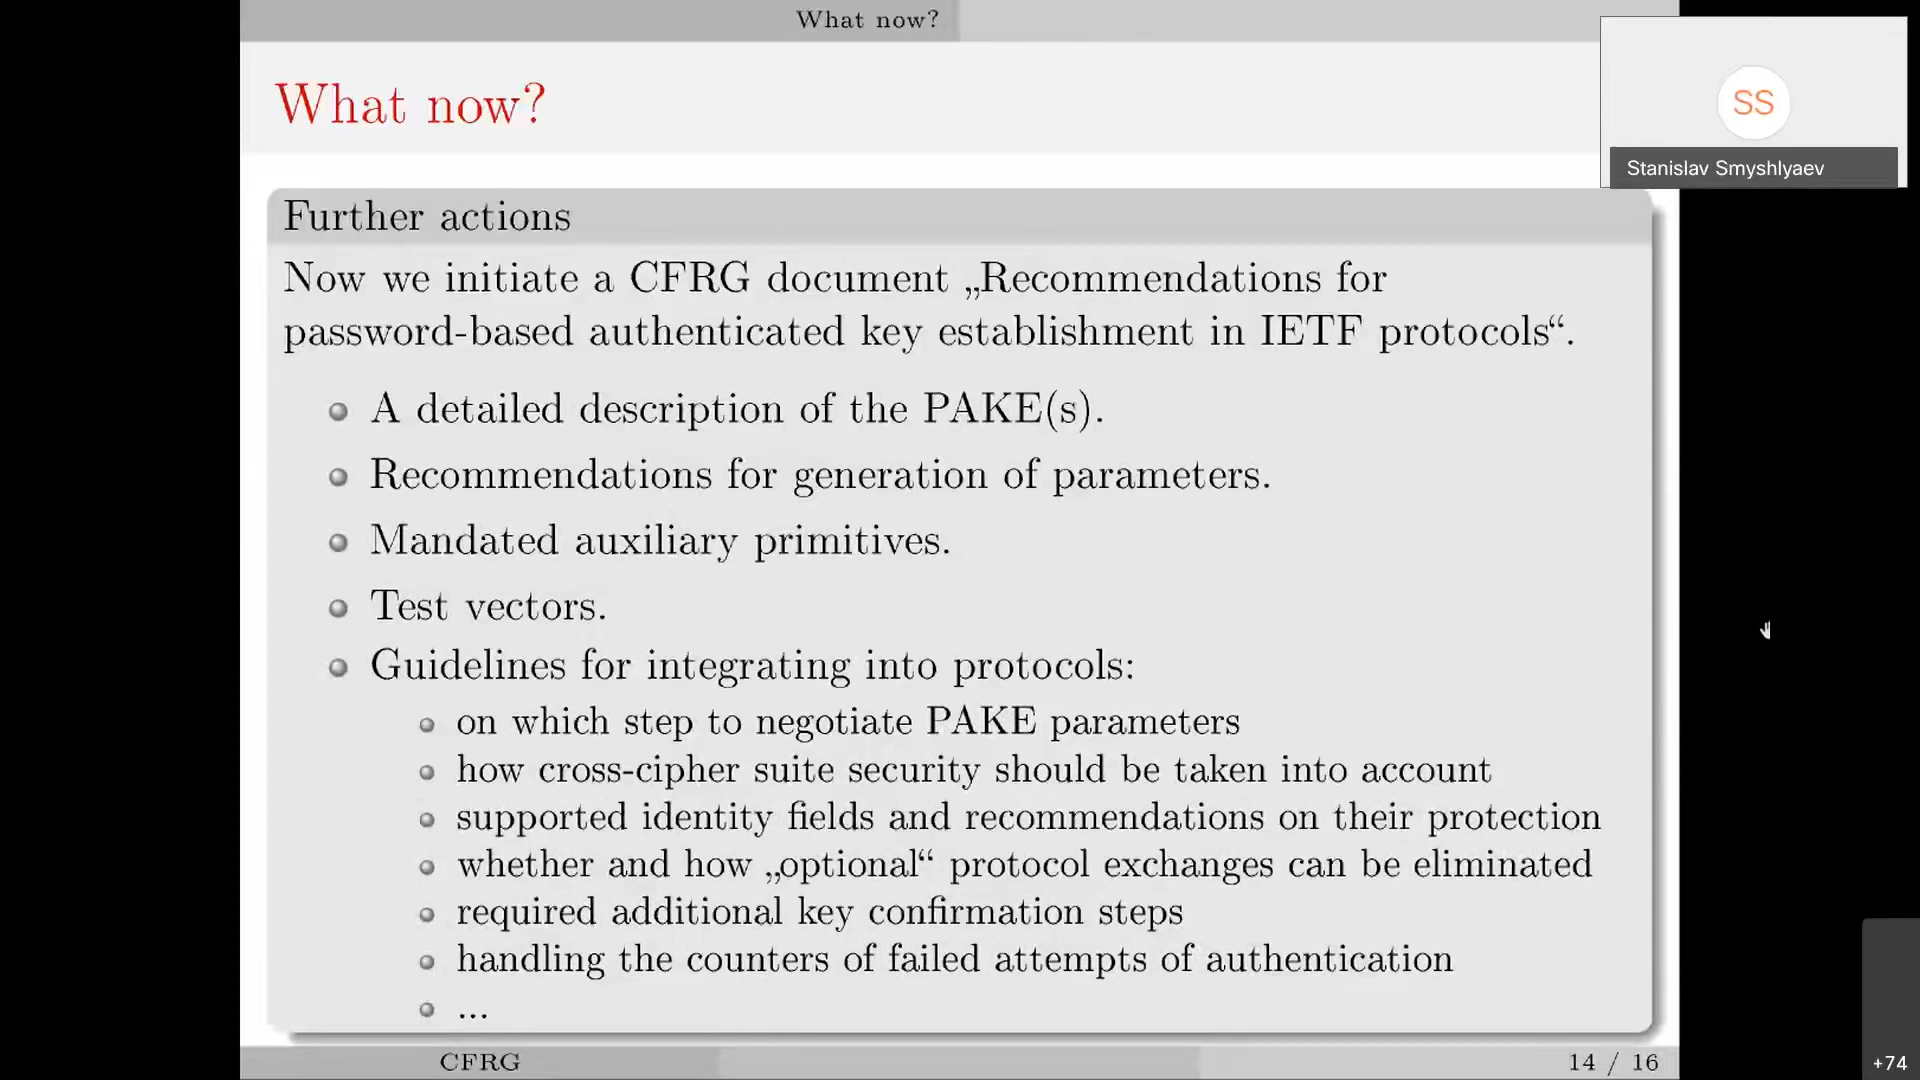 What now?
What now?
SS
Stanislav Smyshlyaev
Further actions
Now we initiate a CFRG document „Recommendations for
password-based authenticated key establishment in IETF protocols“.
A detailed description of the PAKE(s).
Recommendations for generation of parameters.
Mandated auxiliary primitives.
Test vectors.
Guidelines for integrating into protocols:
on which step to negotiate PAKE parameters
how cross-cipher suite security should be taken into account
supported identity fields and recommendations on their protection
whether and how „optional“ protocol exchanges can be eliminated
required additional key confirmation steps
handling the counters of failed attempts of authentication
...
CFRG
14 / 16
+74